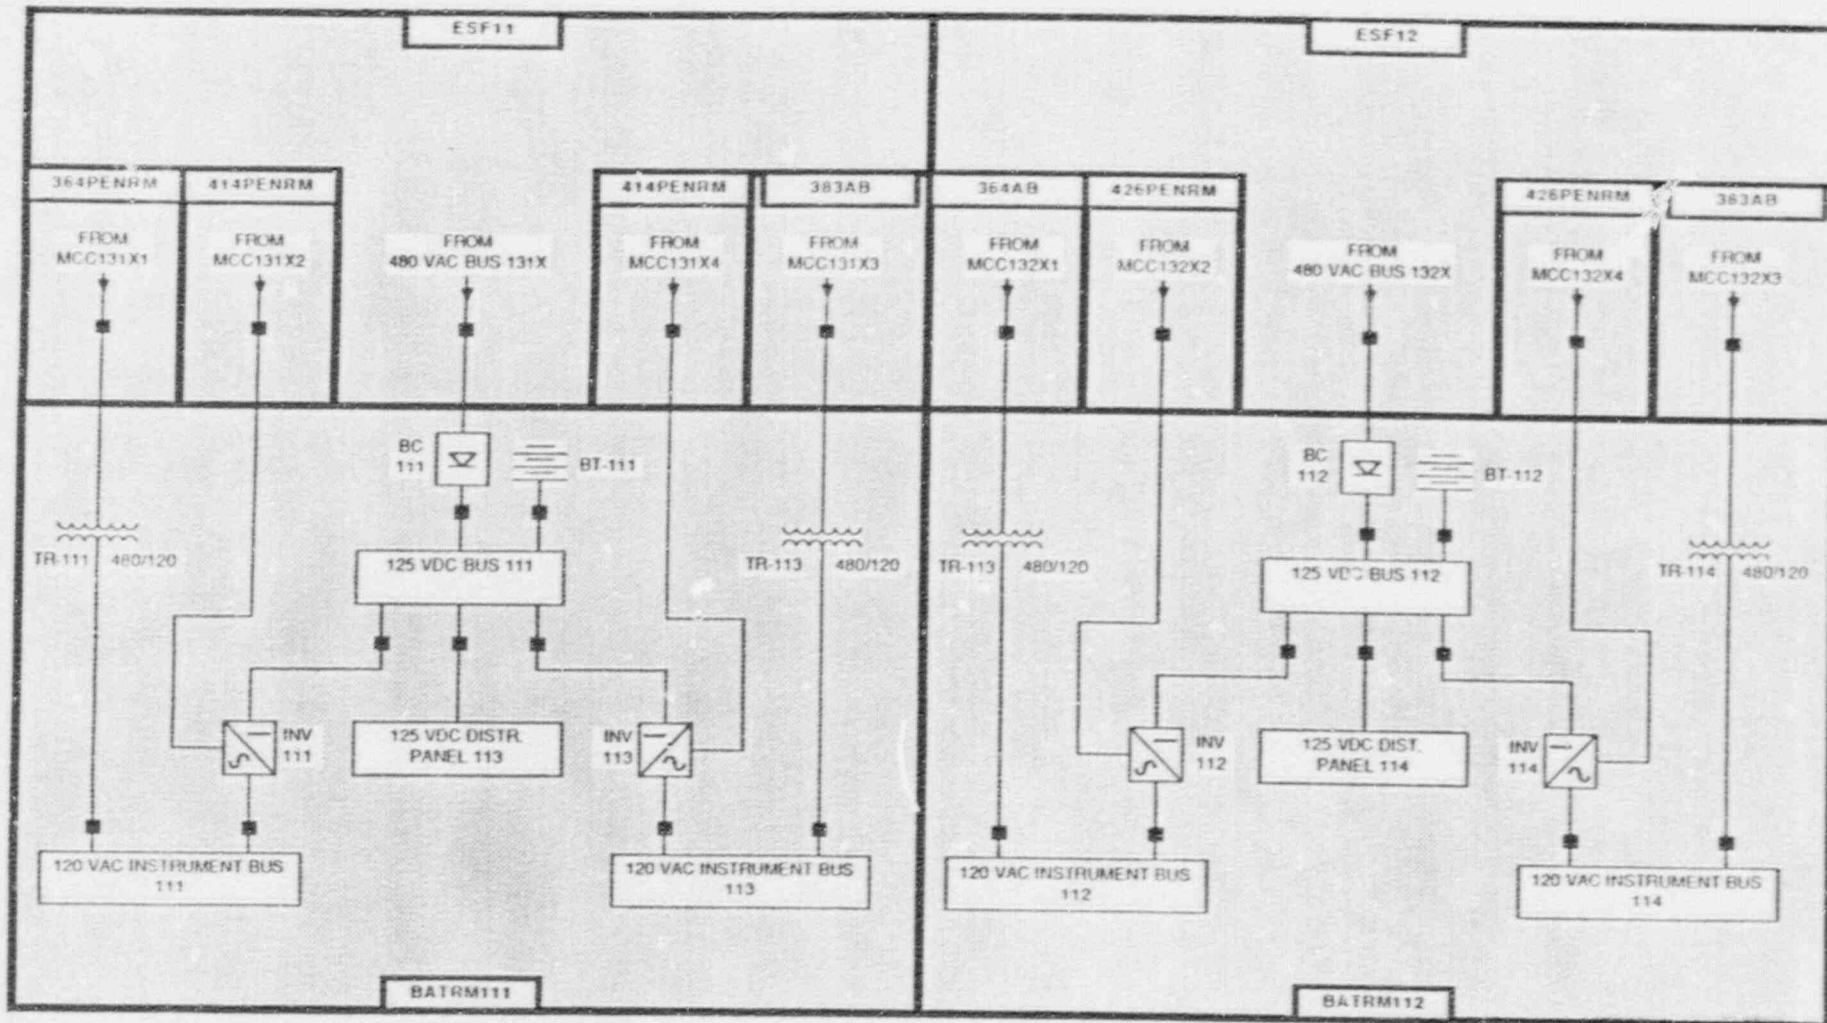 ESF11
ESF12
364PENRM
414PENRM
414PENRM
383AB
364AB
426PENRM
426PENRM
383AB
FROM
MCC131X1
FROM
MCC131X2
FROM
480 VAC BUS 131X
FROM
MCC131X4
FROM
MCC131X3
FROM
MCC132X1
FROM
MCC132X2
FROM
480 VAC BUS 132X
FROM
MCC132X4
FROM
MCC132X3
BC
111
BT-111
BC
112
BT-112
TR-111 480/120
125 VDC BUS 111
TR-113 480/120
TR-113 480/120
125 VDC BUS 112
TR-114 480/120
INV
111
125 VDC DISTR.
PANEL 113
INV
113
INV
112
125 VDC DIST.
PANEL 114
INV
114
120 VAC INSTRUMENT BUS
111
120 VAC INSTRUMENT BUS
113
120 VAC INSTRUMENT BUS
112
120 VAC INSTRUMENT BUS
114
BATRM111
BATRM112